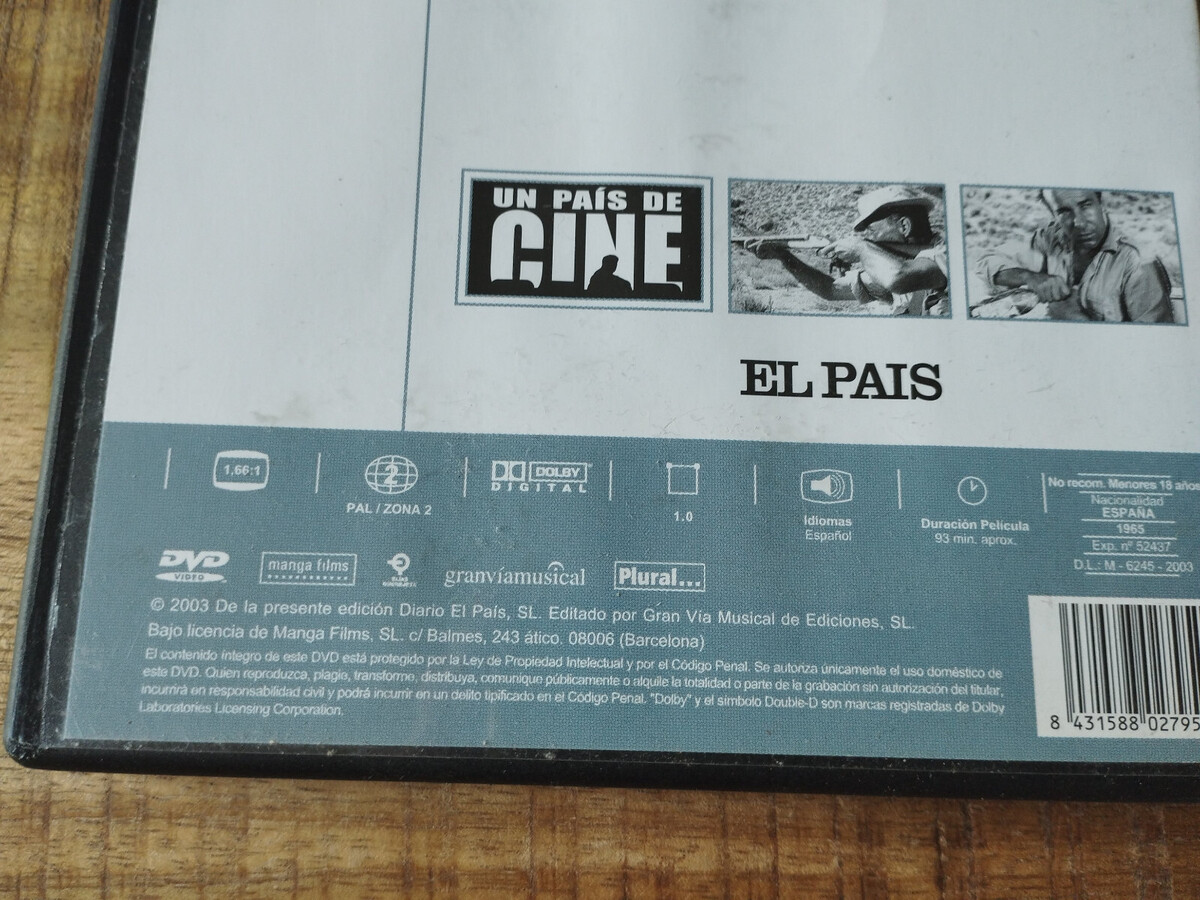 UN PAÍS DE
CINE
EL PAIS
1,66:1
2
PAL / ZONA 2
DOLBY
DIGITAL
1.0
Idiomas
Español
Duración Película
93 min. aprox.
No recom. Menores 18 años
Nacionalidad
ESPAÑA
1965
Exp. nº 52437
D.L.: M - 6245 - 2003
DVD
VIDEO
manga films
granvíamusical
Plural...
© 2003 De la presente edición Diario El País, SL. Editado por Gran Vía Musical de Ediciones, SL.
Bajo licencia de Manga Films, SL. c/ Balmes, 243 ático. 08006 (Barcelona)
El contenido íntegro de este DVD está protegido por la Ley de Propiedad Intelectual y por el Código Penal. Se autoriza únicamente el uso doméstico de
este DVD. Quien reproduzca, plagie, transforme, distribuya, comunique públicamente o alquile la totalidad o parte de la grabación sin autorización del titular,
incurrirá en responsabilidad civil y podrá incurrir en un delito tipificado en el Código Penal. "Dolby" y el símbolo Double-D son marcas registradas de Dolby
Laboratories Licensing Corporation.
8 431588 02795